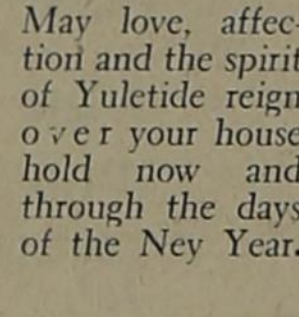 May love, affec-
tion and the spirit
of Yuletide reign
over your house
hold now and
through the days
of the Ney Year.